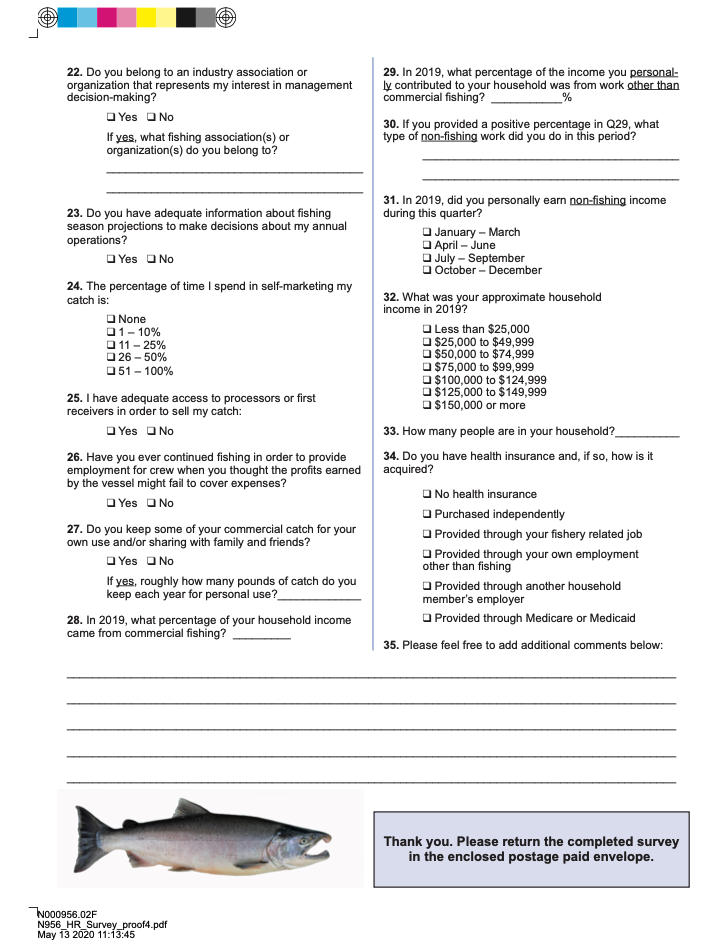 22. Do you belong to an industry association or
organization that represents my interest in management
decision-making?
❑ Yes ❑ No
If yes, what fishing association(s) or
organization(s) do you belong to?
_______________________________________
_______________________________________
23. Do you have adequate information about fishing
season projections to make decisions about my annual
operations?
❑ Yes ❑ No
24. The percentage of time I spend in self-marketing my
catch is:
❑ None
❑ 1 – 10%
❑ 11 – 25%
❑ 26 – 50%
❑ 51 – 100%
25. I have adequate access to processors or first
receivers in order to sell my catch:
❑ Yes ❑ No
26. Have you ever continued fishing in order to provide
employment for crew when you thought the profits earned
by the vessel might fail to cover expenses?
❑ Yes ❑ No
27. Do you keep some of your commercial catch for your
own use and/or sharing with family and friends?
❑ Yes ❑ No
If yes, roughly how many pounds of catch do you
keep each year for personal use?_____________
28. In 2019, what percentage of your household income
came from commercial fishing? _________
29. In 2019, what percentage of the income you personal-
ly contributed to your household was from work other than
commercial fishing? ___________%
30. If you provided a positive percentage in Q29, what
type of non-fishing work did you do in this period?
_______________________________________
_______________________________________
31. In 2019, did you personally earn non-fishing income
during this quarter?
❑ January – March
❑ April – June
❑ July – September
❑ October – December
32. What was your approximate household
income in 2019?
❑ Less than $25,000
❑ $25,000 to $49,999
❑ $50,000 to $74,999
❑ $75,000 to $99,999
❑ $100,000 to $124,999
❑ $125,000 to $149,999
❑ $150,000 or more
33. How many people are in your household?__________
34. Do you have health insurance and, if so, how is it
acquired?
❑ No health insurance
❑ Purchased independently
❑ Provided through your fishery related job
❑ Provided through your own employment
other than fishing
❑ Provided through another household
member's employer
❑ Provided through Medicare or Medicaid
35. Please feel free to add additional comments below:
Thank you. Please return the completed survey
in the enclosed postage paid envelope.
N000956.02F
N956_HR_Survey_proof4.pdf
May 13 2020 11:13:45